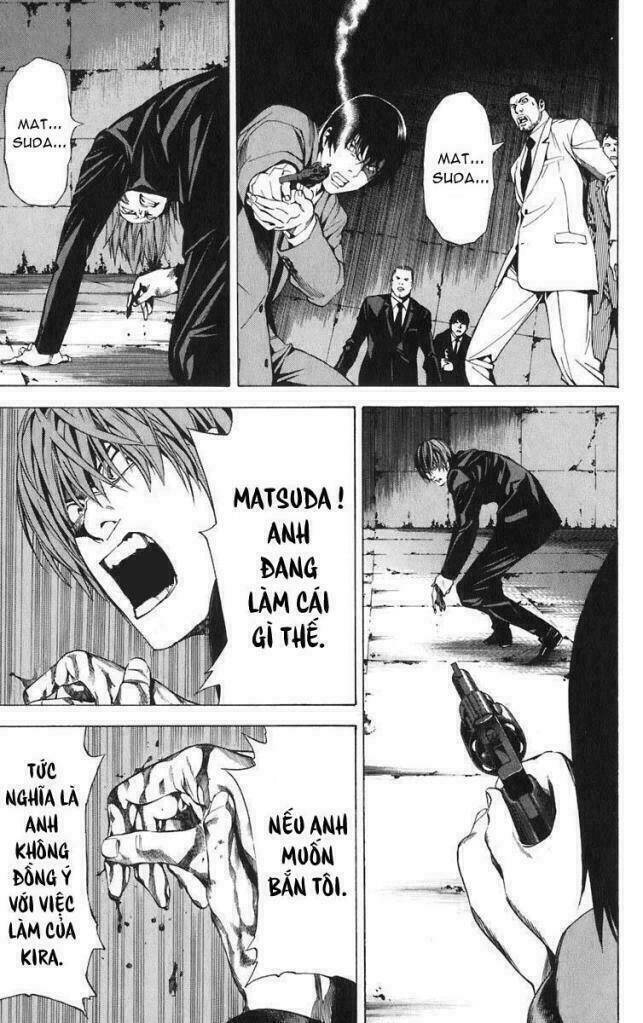 MAT...
SUDA...
MAT...
SUDA...
MATSUDA !
ANH
ĐANG
LÀM CÁI
GÌ THẾ.
NẾU ANH
MUỐN
BẮN TÔI.
TỨC
NGHĨA LÀ
ANH
KHÔNG
ĐỒNG Ý
VỚI VIỆC
LÀM CỦA
KIRA.